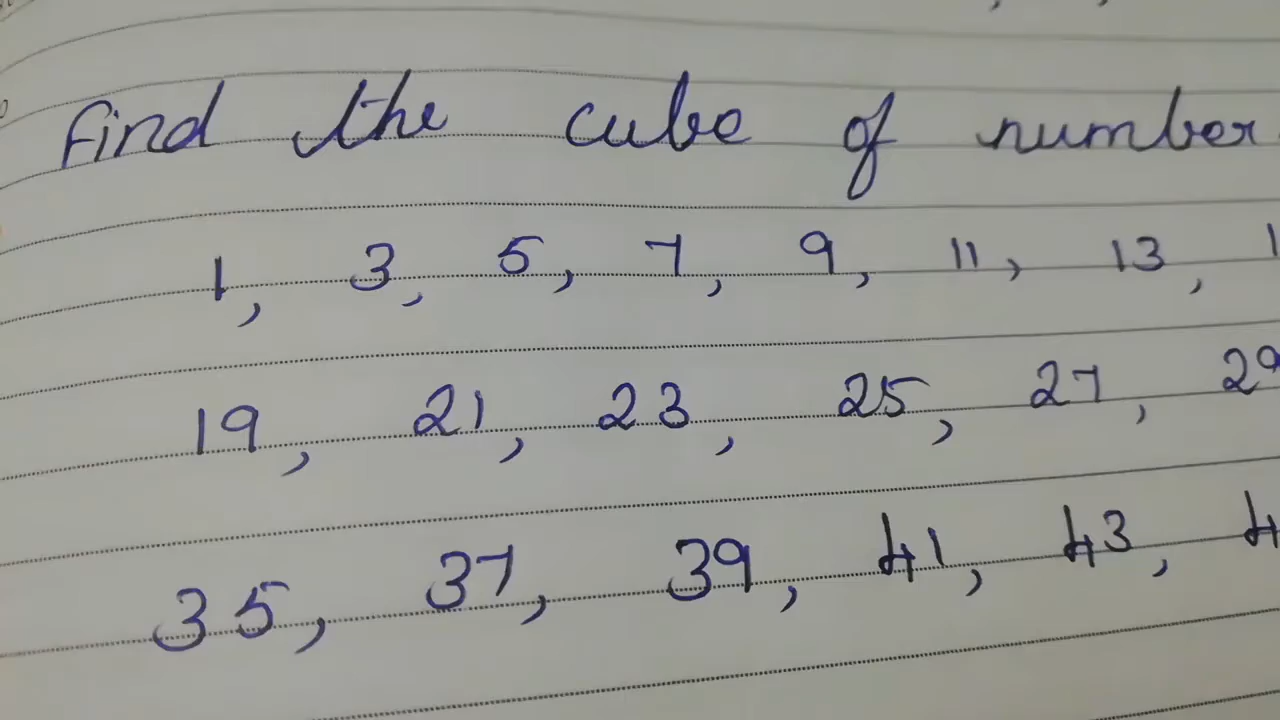 Find the cube of number
1, 3, 5, 7, 9, 11, 13,
19, 21, 23, 25, 27, 29
35, 37, 39, 41, 43,